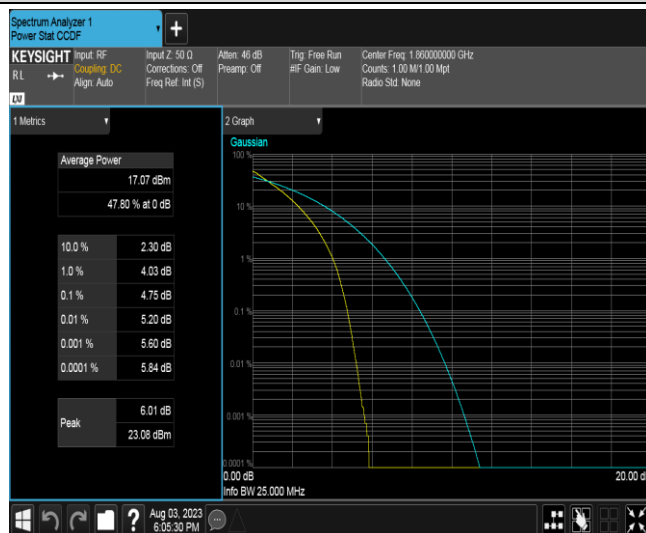 Spectrum Analyzer 1
Power Stat CCDF
KEYSIGHT
RL
LXI
Input: RF
Coupling: DC
Align: Auto
Input Z: 50 Ω
Corrections: Off
Freq Ref: Int (S)
Atten: 46 dB
Preamp: Off
Trig: Free Run
#IF Gain: Low
Center Freq: 1.860000000 GHz
Counts: 1.00 M/1.00 Mpt
Radio Std: None
1 Metrics
Average Power
17.07 dBm
47.80 % at 0 dB
10.0 % 2.30 dB
1.0 % 4.03 dB
0.1 % 4.75 dB
0.01 % 5.20 dB
0.001 % 5.60 dB
0.0001 % 5.84 dB
Peak
6.01 dB
23.08 dBm
2 Graph
Gaussian
100 %
10 %
1 %
0.1 %
0.01 %
0.001 %
0.0001 %
0.00 dB
20.00 d
Info BW 25.000 MHz
?
Aug 03, 2023
6:05:30 PM